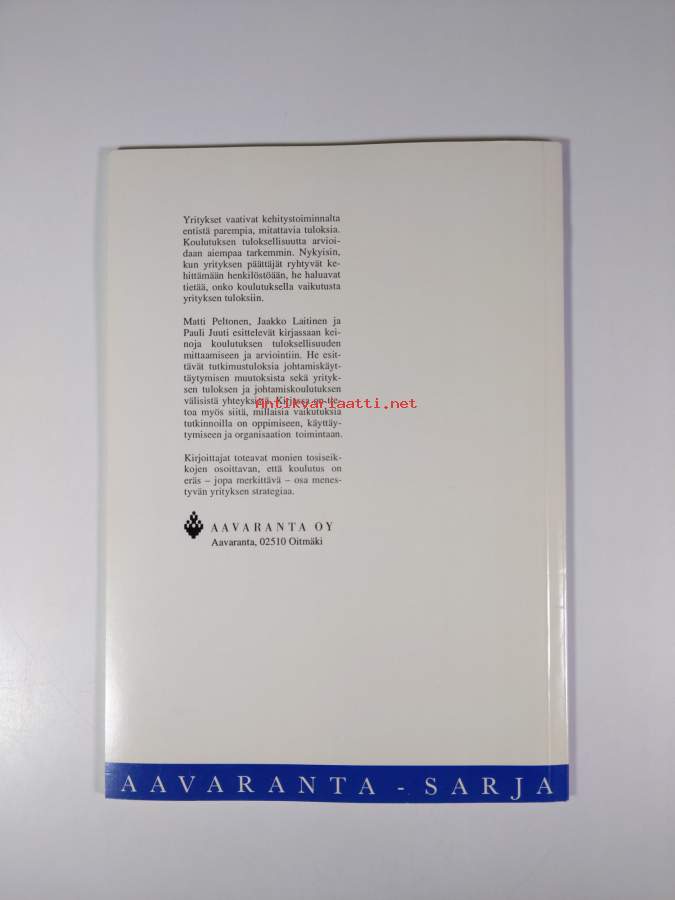 Yritykset vaativat kehitystoiminnalta
entistä parempia, mitattavia tuloksia.
Koulutuksen tuloksellisuutta arvioi-
daan aiempaa tarkemmin. Nykyisin,
kun yrityksen päättäjät ryhtyvät ke-
hittämään henkilöstöään, he haluavat
tietää, onko koulutuksella vaikutusta
yrityksen tuloksiin.
Matti Peltonen, Jaakko Laitinen ja
Pauli Juuti esittelevät kirjassaan kei-
noja koulutuksen tuloksellisuuden
mittaamiseen ja arviointiin. He esit-
tävät tutkimustuloksia johtamiskäyt-
täytymisen muutoksista sekä yrityk-
sen tuloksen ja johtamiskoulutuksen
välisistä yhteyksistä. Kirjassa on tie-
Antikvariaatti.net
toa myös siitä, millaisia vaikutuksia
tutkinnoilla on oppimiseen, käyttäy-
tymiseen ja organisaation toimintaan.
Kirjoittajat toteavat monien tosiseik-
kojen osoittavan, että koulutus on
eräs – jopa merkittävä – osa menes-
tyvän yrityksen strategiaa.
AAVARANTA OY
Aavaranta, 02510 Oitmäki
AAVARANTA - SARJA